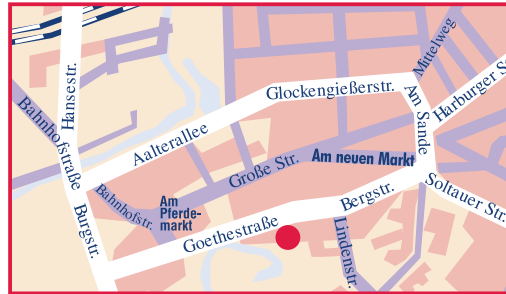 Mittelweg
Hansestr.
Glockengießerstr.
Am Sande
Harburger S
Bahnhofstraße
Aalterallee
Am neuen Markt
Große Str.
Bahnhofstr.
Am
Pferde-
markt
Bergstr.
Soltauer Str.
Burgstr.
Goethestraße
Lindenstr.